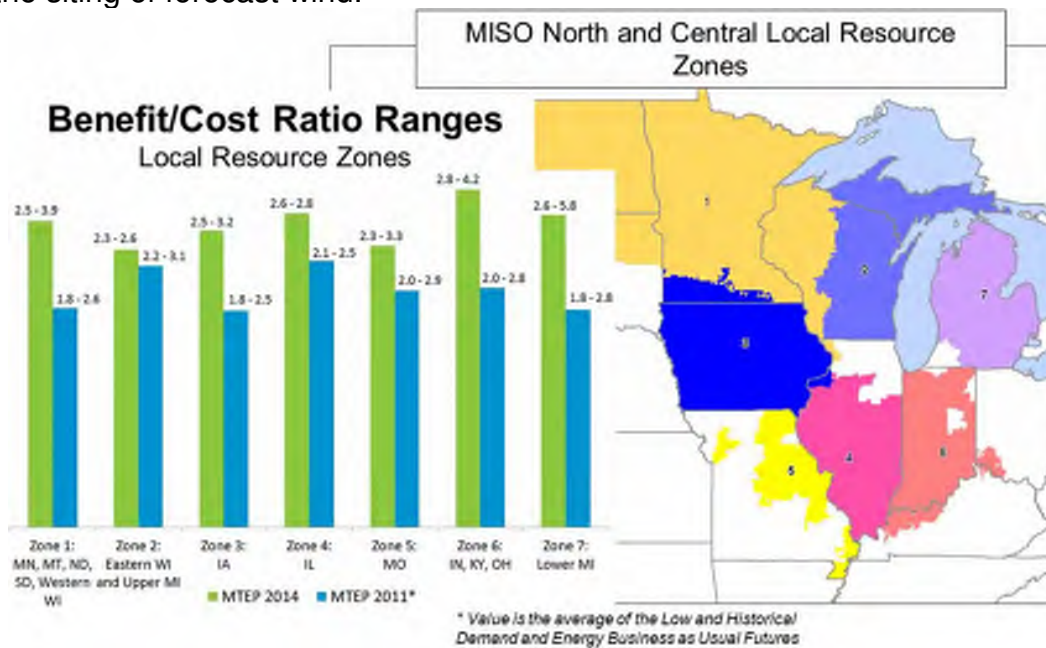 MISO North and Central Local Resource
Zones
Benefit/Cost Ratio Ranges
Local Resource Zones
2.5 - 3.9
1.8 - 2.6
2.3 - 2.6
2.2 - 3.1
2.5 - 3.2
1.8 - 2.5
2.6 - 2.8
2.1 - 2.5
2.3 - 3.3
2.0 - 2.9
2.8 - 4.2
2.0 - 2.8
2.6 - 5.8
1.8 - 2.8
Zone 1:
MN, MT, ND,
SD, Western
WI
Zone 2:
Eastern WI
and Upper MI
Zone 3:
IA
Zone 4:
IL
Zone 5:
MO
Zone 6:
IN, KY, OH
Zone 7:
Lower MI
MTEP 2014 MTEP 2011*
1
2
3
4
5
6
7
* Value is the average of the Low and Historical
Demand and Energy Business as Usual Futures